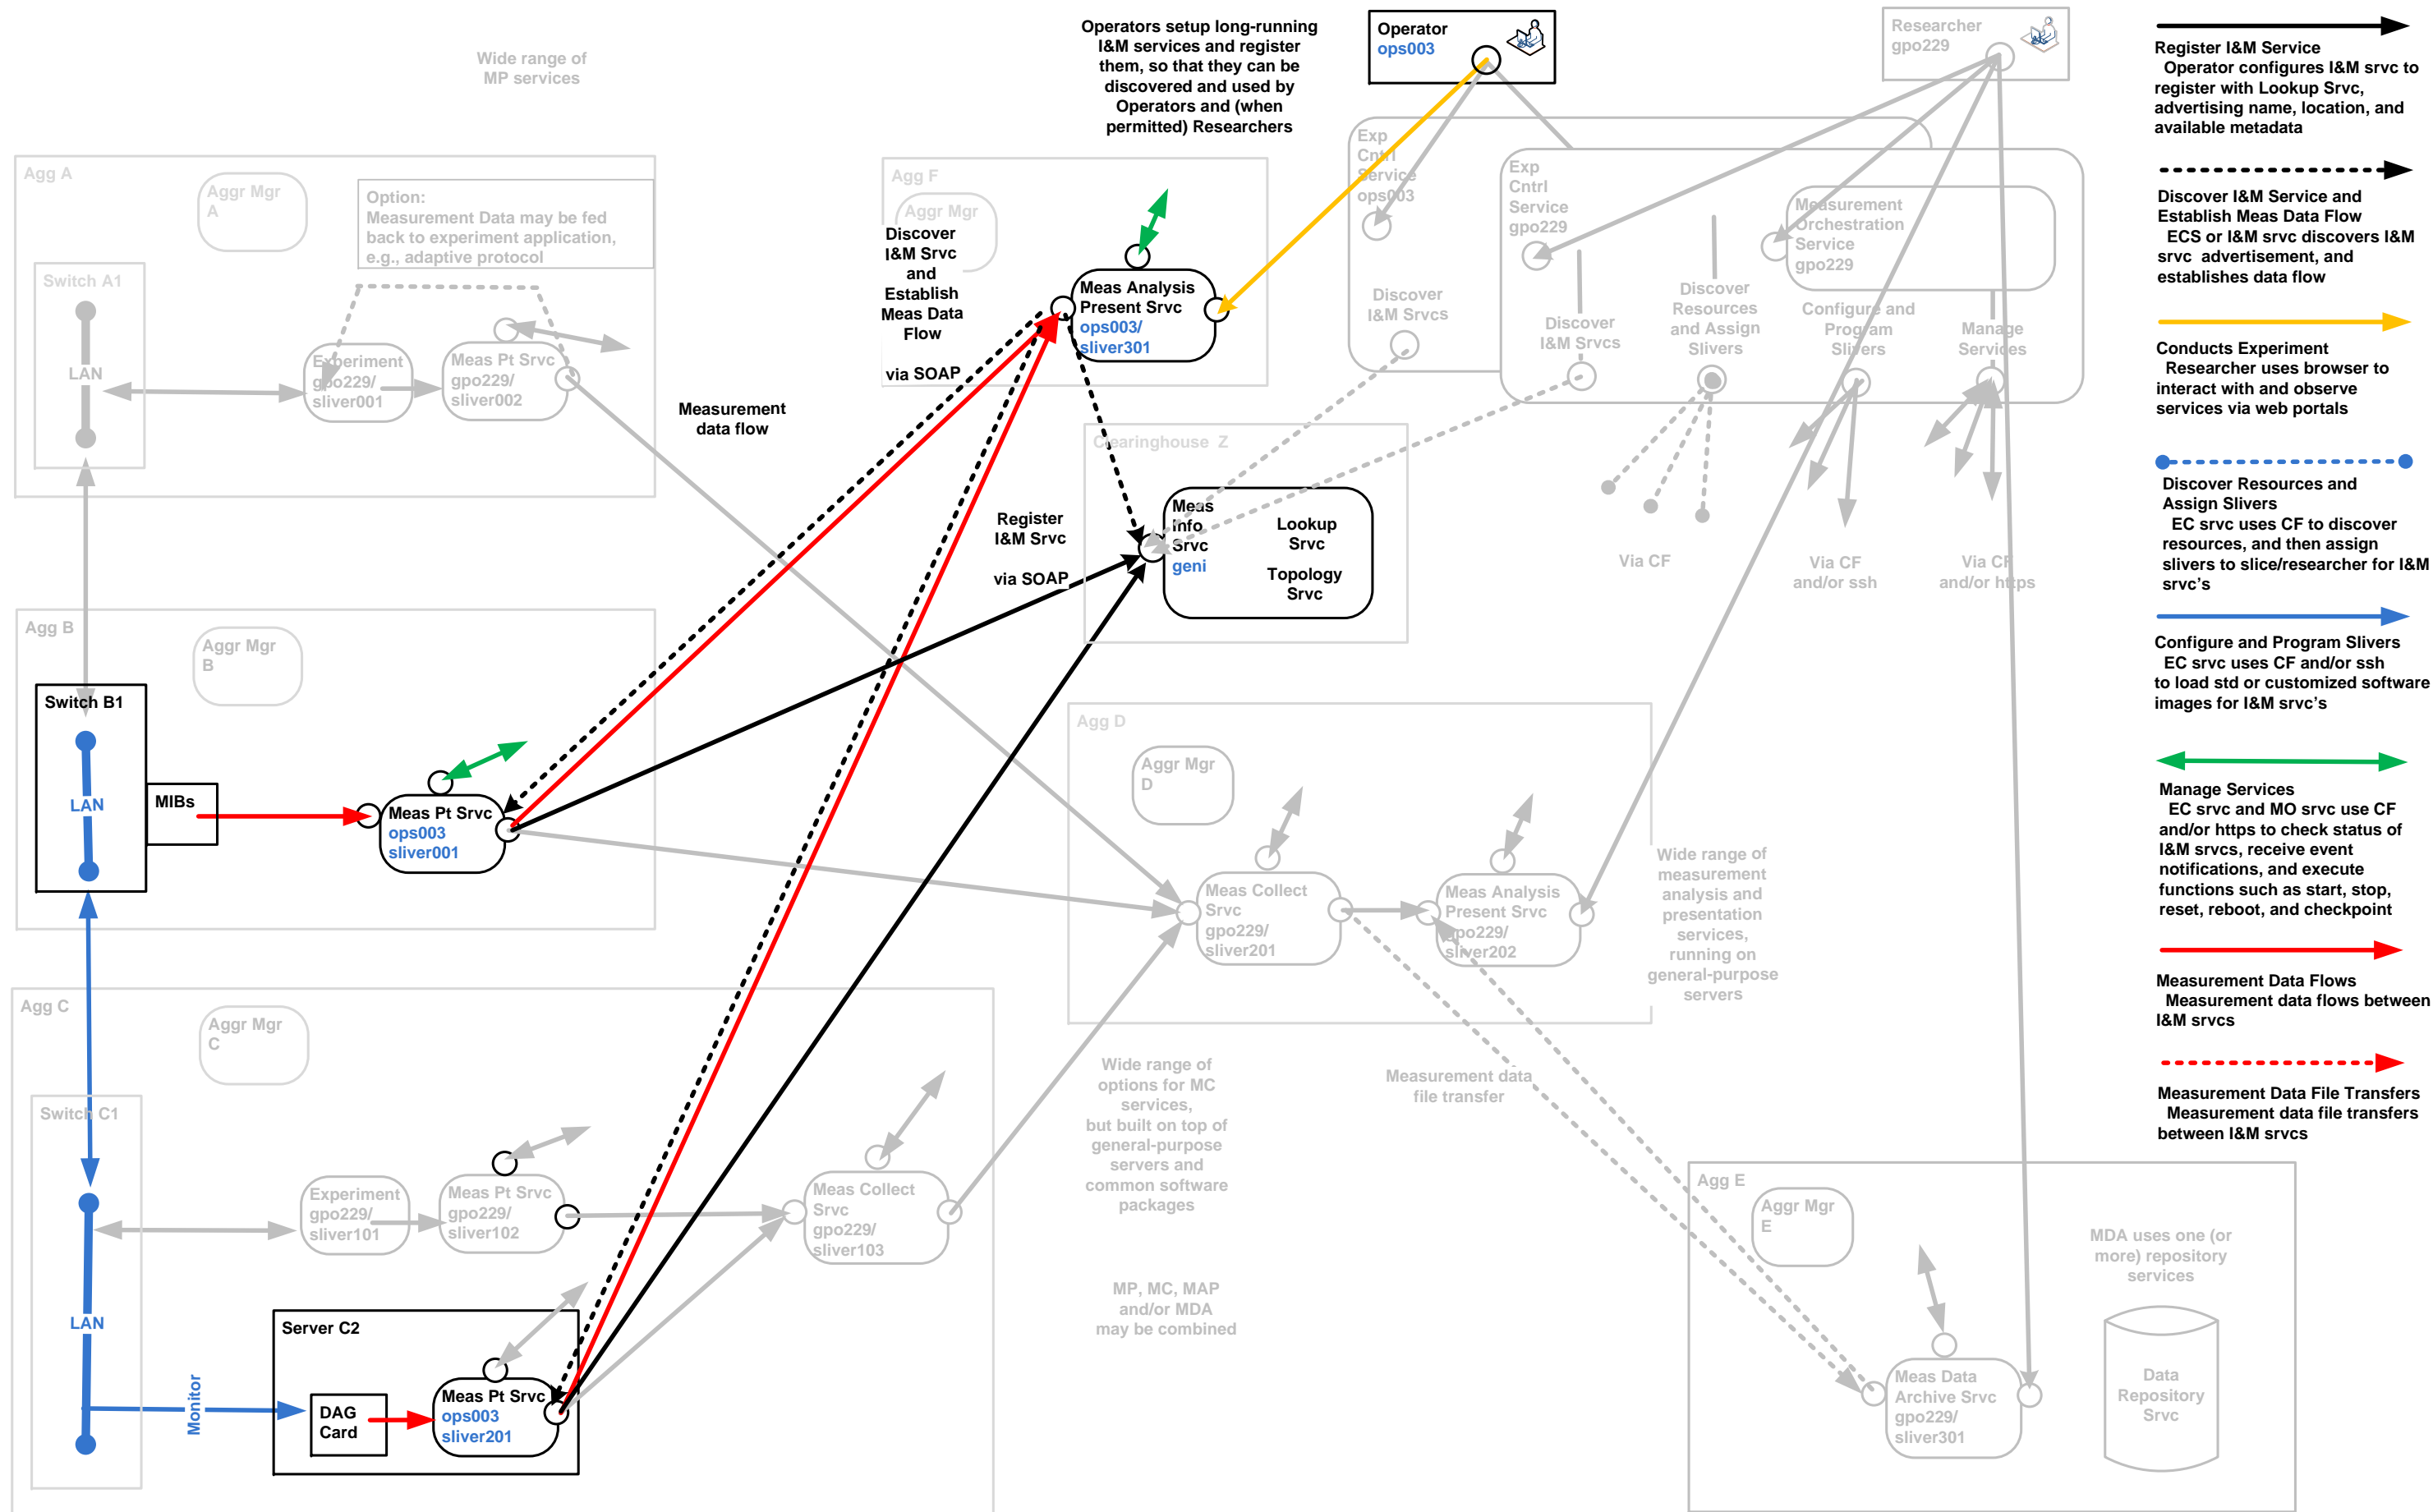 Wide range of
MP services
Operators setup long-running
I&M services and register
them, so that they can be
discovered and used by
Operators and (when
permitted) Researchers
Operator
ops003
Researcher
gpo229
Agg A
Aggr Mgr
A
Option:
Measurement Data may be fed
back to experiment application,
e.g., adaptive protocol
Switch A1
LAN
Experiment
gpo229/
sliver001
Meas Pt Srvc
gpo229/
sliver002
Measurement
data flow
Agg F
Aggr Mgr
Discover
I&M Srvc
and
Establish
Meas Data
Flow
via SOAP
Meas Analysis
Present Srvc
ops003/
sliver301
Exp
Cntrl
Service
ops003
Discover
I&M Srvcs
Exp
Cntrl
Service
gpo229
Discover
I&M Srvcs
Discover
Resources
and Assign
Slivers
Measurement
Orchestration
Service
gpo229
Configure and
Program
Slivers
Manage
Services
Via CF
Via CF
and/or ssh
Via CF
and/or https
Clearinghouse Z
Meas
Info
Srvc
geni
Lookup
Srvc
Topology
Srvc
Register
I&M Srvc
via SOAP
Agg B
Aggr Mgr
B
Switch B1
LAN
MIBs
Meas Pt Srvc
ops003
sliver001
Agg D
Aggr Mgr
D
Meas Collect
Srvc
gpo229/
sliver201
Meas Analysis
Present Srvc
gpo229/
sliver202
Wide range of
measurement
analysis and
presentation
services,
running on
general-purpose
servers
Agg C
Aggr Mgr
C
Switch C1
LAN
Experiment
gpo229/
sliver101
Meas Pt Srvc
gpo229/
sliver102
Meas Collect
Srvc
gpo229/
sliver103
Monitor
Server C2
DAG
Card
Meas Pt Srvc
ops003
sliver201
Wide range of
options for MC
services,
but built on top of
general-purpose
servers and
common software
packages
MP, MC, MAP
and/or MDA
may be combined
Measurement data
file transfer
Agg E
Aggr Mgr
E
MDA uses one (or
more) repository
services
Meas Data
Archive Srvc
gpo229/
sliver301
Data
Repository
Srvc
Register I&M Service
Operator configures I&M srvc to
register with Lookup Srvc,
advertising name, location, and
available metadata
Discover I&M Service and
Establish Meas Data Flow
ECS or I&M srvc discovers I&M
srvc advertisement, and
establishes data flow
Conducts Experiment
Researcher uses browser to
interact with and observe
services via web portals
Discover Resources and
Assign Slivers
EC srvc uses CF to discover
resources, and then assign
slivers to slice/researcher for I&M
srvc's
Configure and Program Slivers
EC srvc uses CF and/or ssh
to load std or customized software
images for I&M srvc's
Manage Services
EC srvc and MO srvc use CF
and/or https to check status of
I&M srvcs, receive event
notifications, and execute
functions such as start, stop,
reset, reboot, and checkpoint
Measurement Data Flows
Measurement data flows between
I&M srvcs
Measurement Data File Transfers
Measurement data file transfers
between I&M srvcs